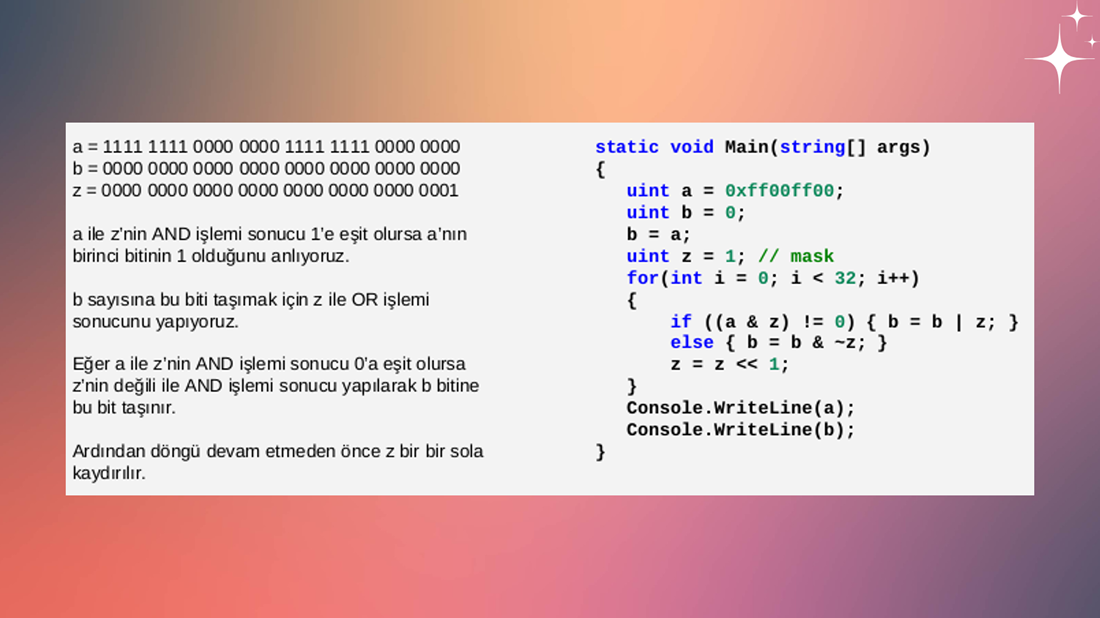 a = 1111 1111 0000 0000 1111 1111 0000 0000
b = 0000 0000 0000 0000 0000 0000 0000 0000
z = 0000 0000 0000 0000 0000 0000 0000 0001
a ile z'nin AND işlemi sonucu 1'e eşit olursa a'nın
birinci bitinin 1 olduğunu anlıyoruz.
b sayısına bu biti taşımak için z ile OR işlemi
sonucunu yapıyoruz.
Eğer a ile z'nin AND işlemi sonucu 0'a eşit olursa
z'nin değili ile AND işlemi sonucu yapılarak b bitine
bu bit taşınır.
Ardından döngü devam etmeden önce z bir bir sola
kaydırılır.
static void Main(string[] args)
{
uint a = 0xff00ff00;
uint b = 0;
b = a;
uint z = 1; // mask
for(int i = 0; i < 32; i++)
{
if ((a & z) != 0) { b = b | z; }
else { b = b & ~z; }
z = z << 1;
}
Console.WriteLine(a);
Console.WriteLine(b);
}